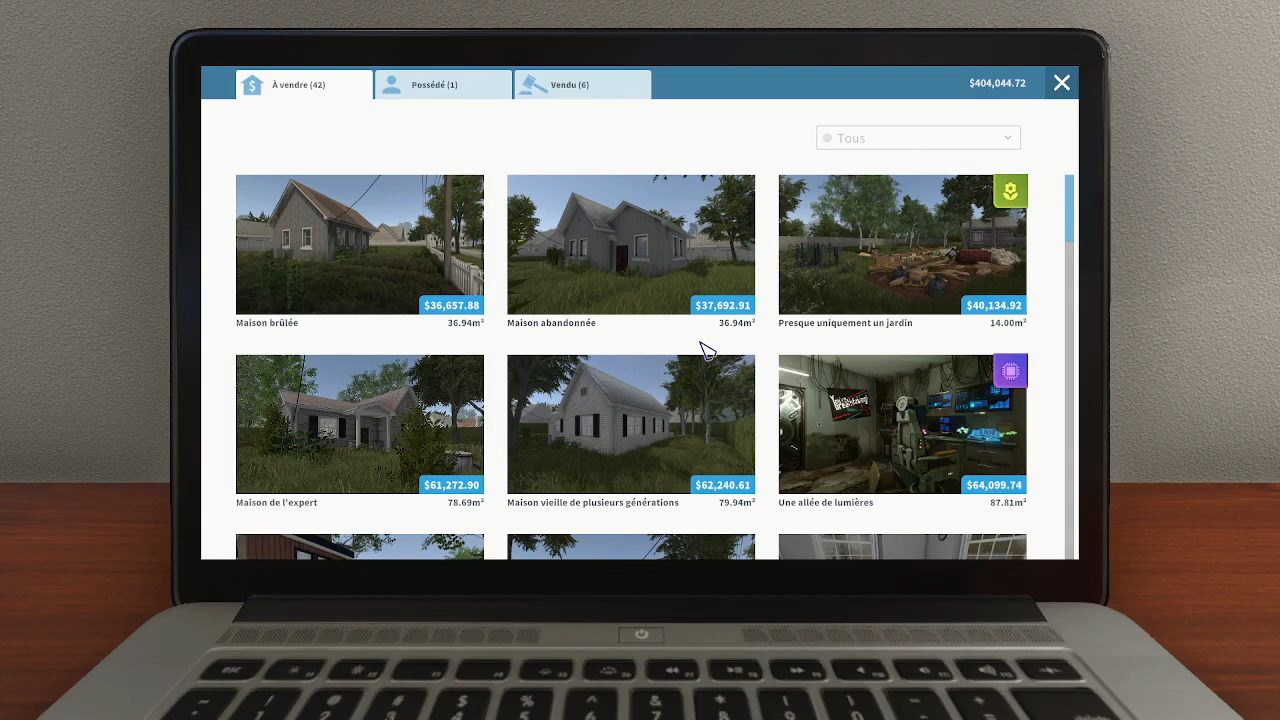 À vendre (42)
Possédé (1)
Vendu (6)
$404,044.72
Tous
$36,657.88
$37,692.91
$40,134.92
Maison brûlée
36.94m²
Maison abandonnée
36.94m²
Presque uniquement un jardin
14.00m²
$61,272.90
$62,240.61
$64,099.74
Maison de l'expert
78.69m²
Maison vieille de plusieurs générations
79.94m²
Une allée de lumières
87.81m²
esc